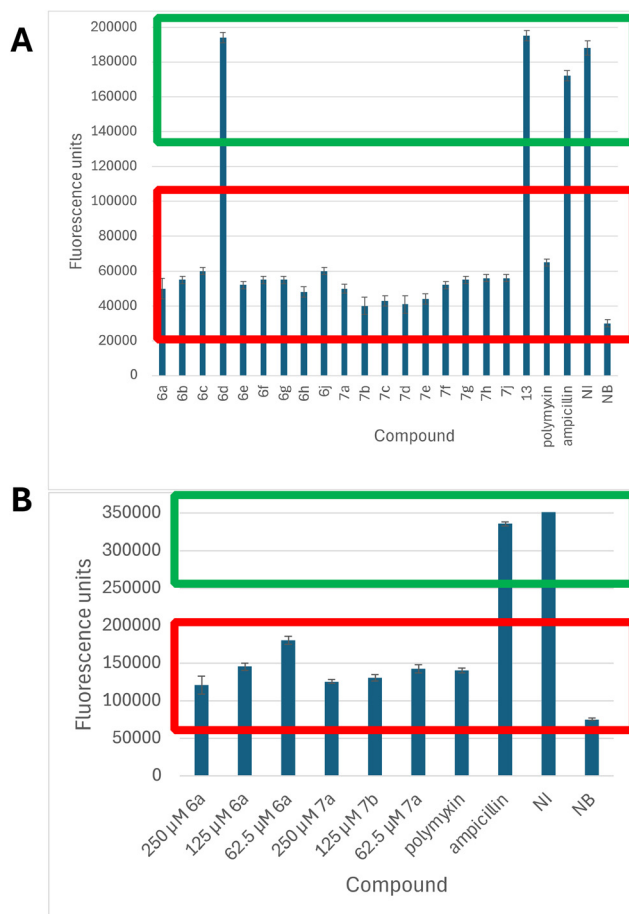 A
200000
180000
160000
140000
120000
100000
80000
60000
40000
20000
0
Fluorescence units
6a 6b 6c 6d 6e 6f 6g 6h 6j 7a 7b 7c 7d 7e 7f 7g 7h 7j 13 polymyxin ampicillin NI NB
Compound
B
350000
300000
250000
200000
150000
100000
50000
0
Fluorescence units
250 µM 6a 125 µM 6a 62.5 µM 6a 250 µM 7a 125 µM 7b 62.5 µM 7a polymyxin ampicillin NI NB
Compound